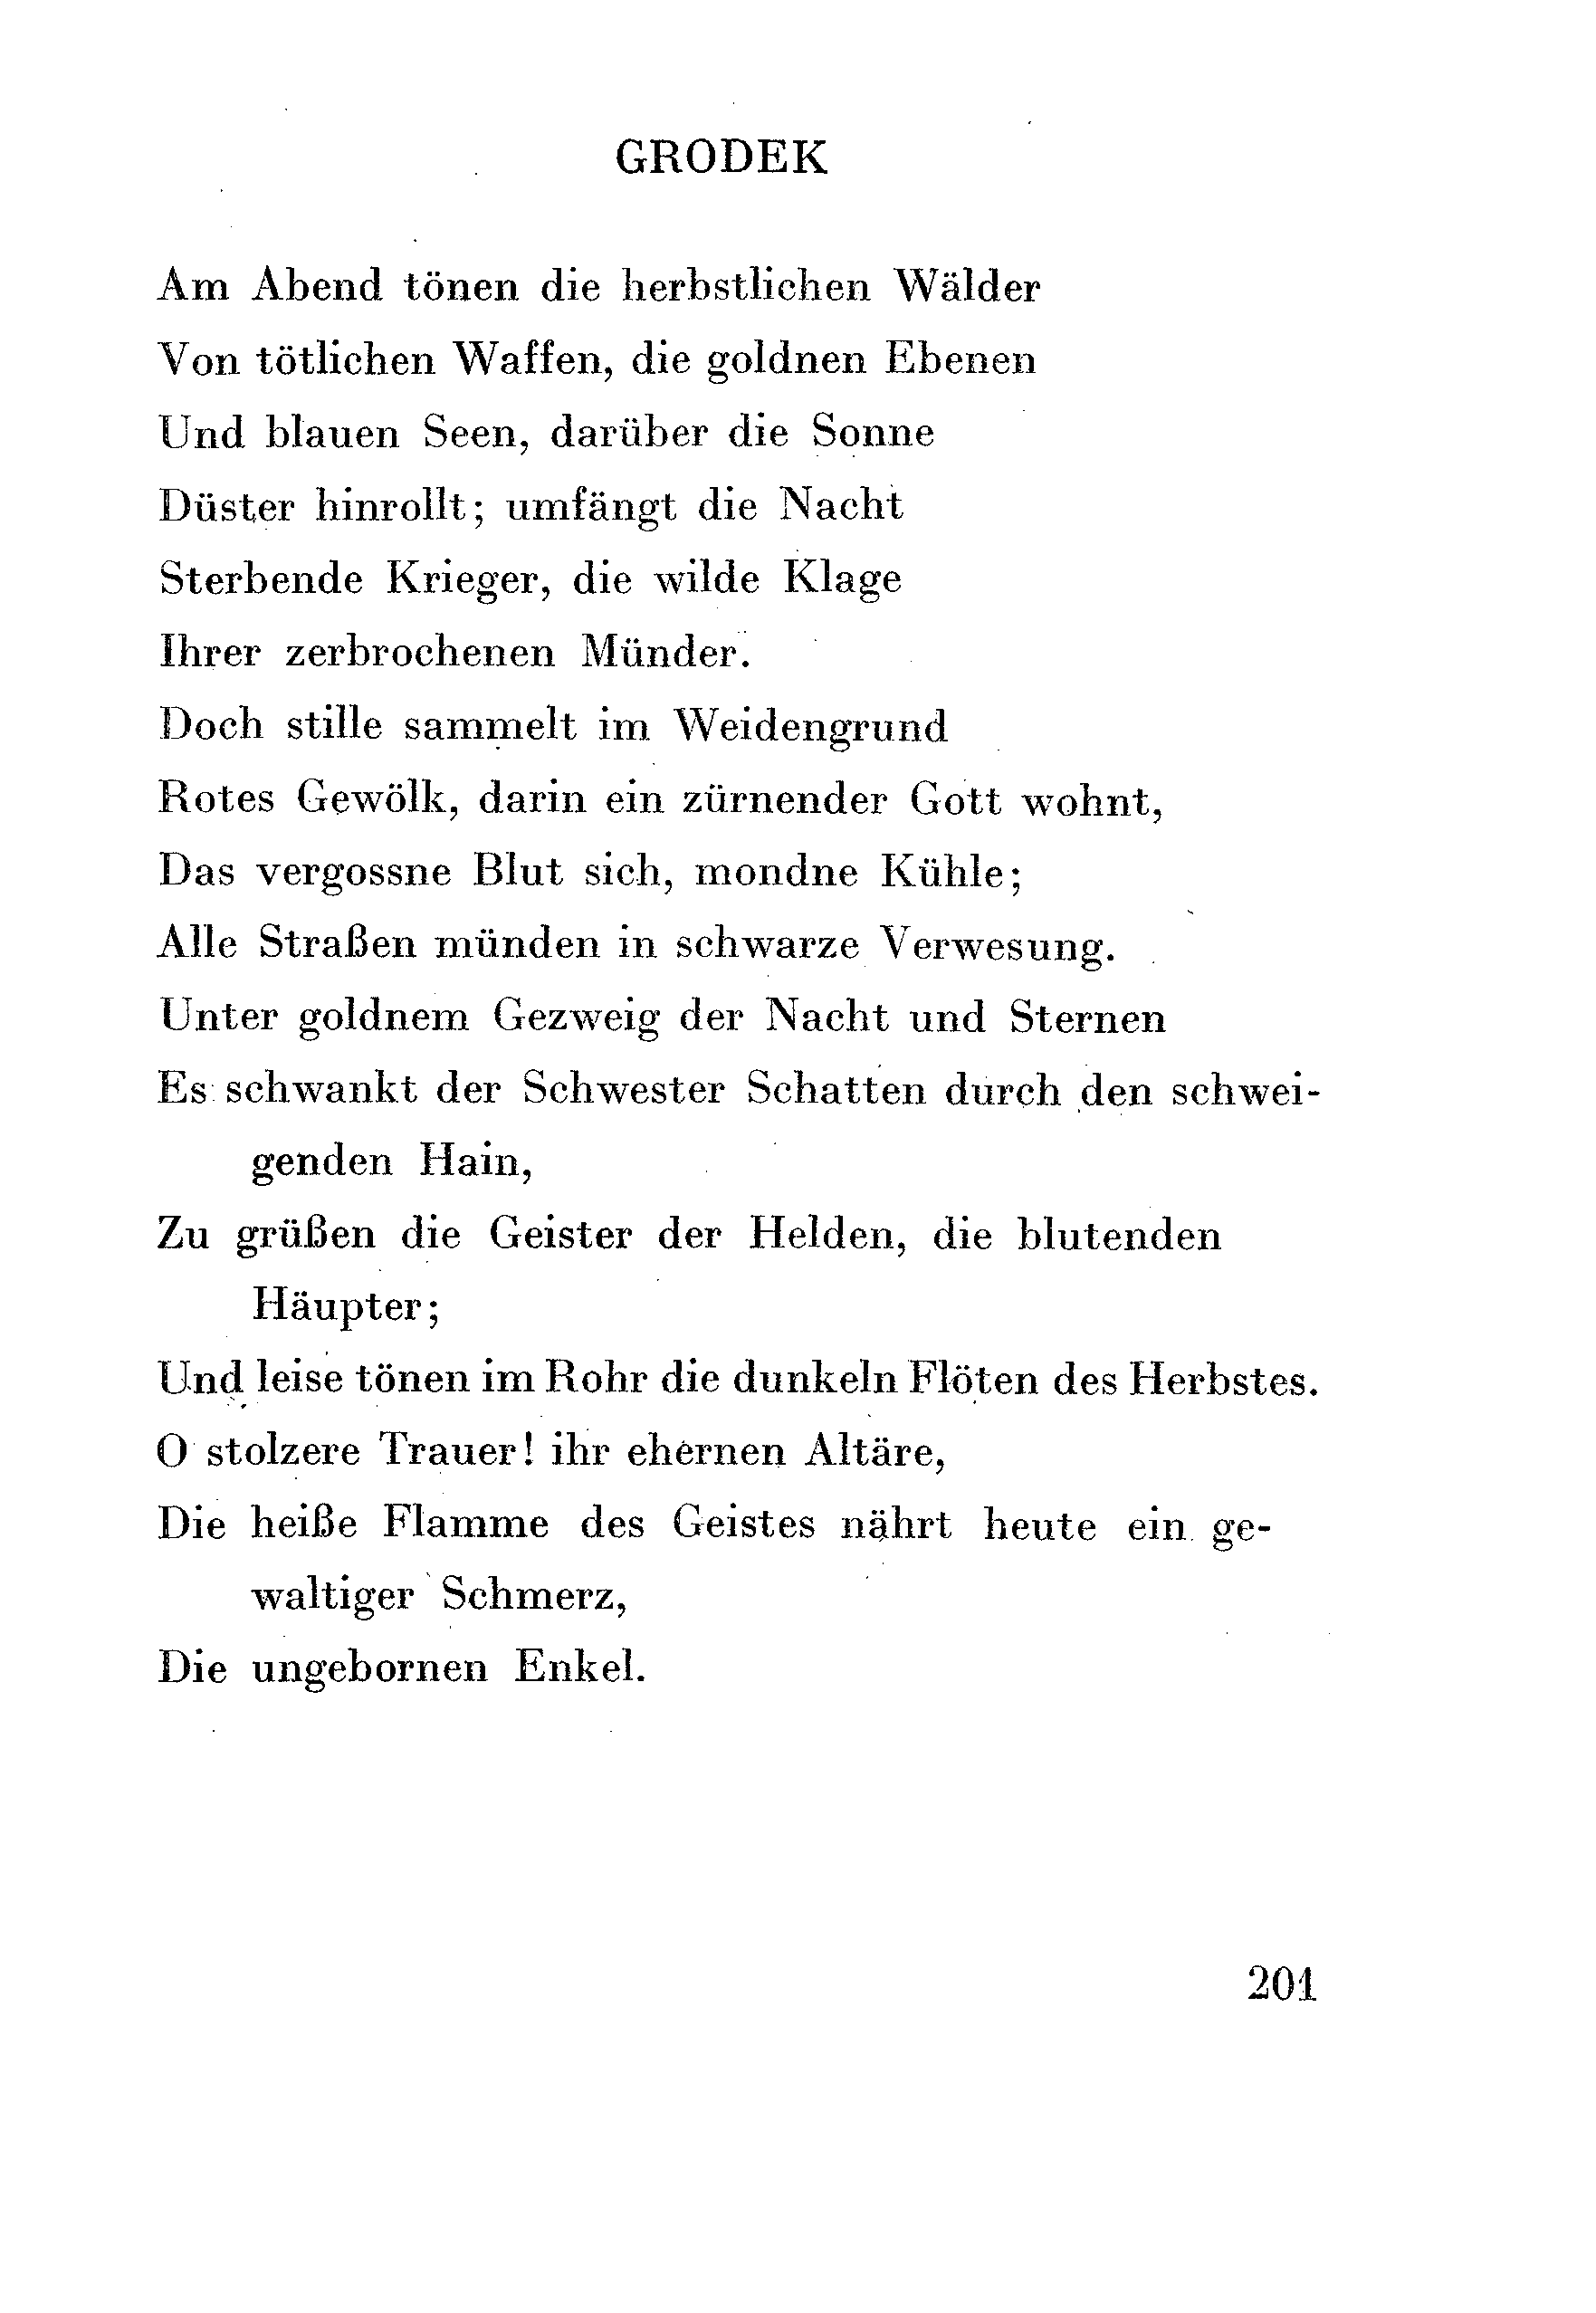 GRODEK
Am Abend tönen die herbstlichen Wälder
Von tötlichen Waffen, die goldnen Ebenen
Und blauen Seen, darüber die Sonne
Düster hinrollt; umfängt die Nacht
Sterbende Krieger, die wilde Klage
Ihrer zerbrochenen Münder.
Doch stille sammelt im Weidengrund
Rotes Gewölk, darin ein zürnender Gott wohnt,
Das vergossne Blut sich, mondne Kühle;
Alle Straßen münden in schwarze Verwesung.
Unter goldnem Gezweig der Nacht und Sternen
Es schwankt der Schwester Schatten durch den schwei-
genden Hain,
Zu grüßen die Geister der Helden, die blutenden
Häupter;
Und leise tönen im Rohr die dunkeln Flöten des Herbstes.
O stolzere Trauer! ihr ehernen Altäre,
Die heiße Flamme des Geistes nährt heute ein ge-
waltiger Schmerz,
Die ungebornen Enkel.
201